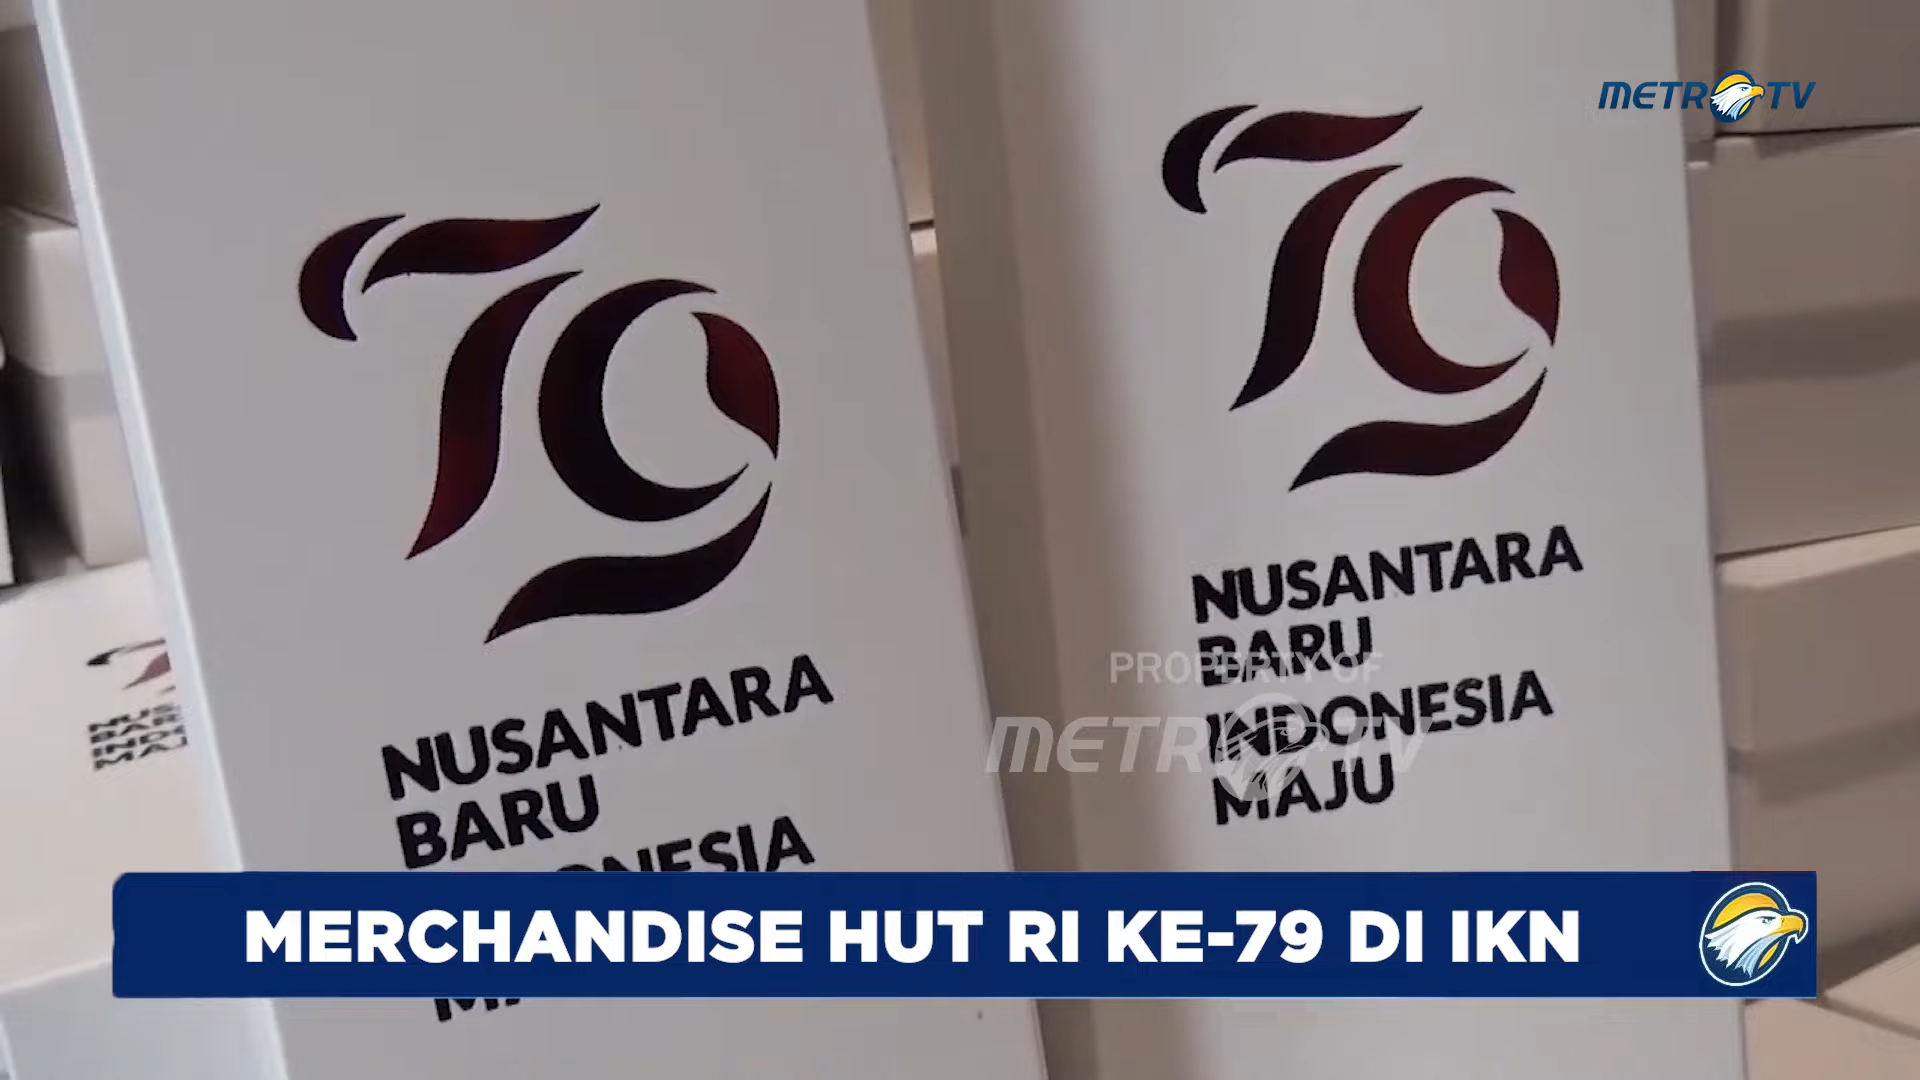 METRO TV
79
NUSANTARA
BARU
INDONESIA
MAJU
79
NUSANTARA
BARU
INDONESIA
PROPERTY OF
METRO TV
MERCHANDISE HUT RI KE-79 DI IKN